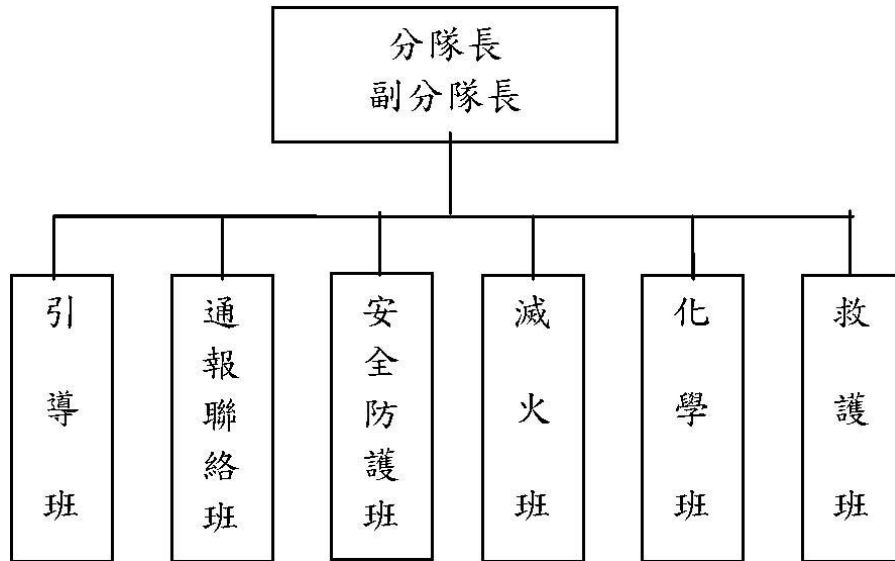 分隊長
副分隊長
引導班
通報聯絡班
安全防護班
滅火班
化學班
救護班